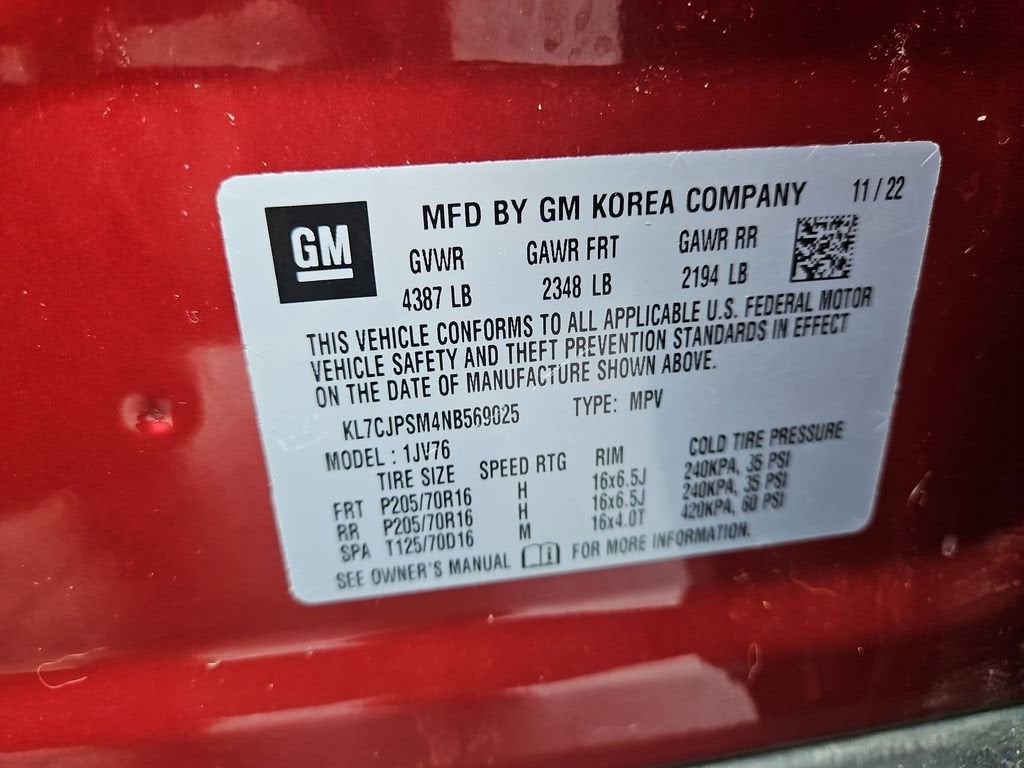 GM
MFD BY GM KOREA COMPANY 11 / 22
GVWR GAWR FRT GAWR RR
4387 LB 2348 LB 2194 LB
THIS VEHICLE CONFORMS TO ALL APPLICABLE U.S. FEDERAL MOTOR
VEHICLE SAFETY AND THEFT PREVENTION STANDARDS IN EFFECT
ON THE DATE OF MANUFACTURE SHOWN ABOVE.
KL7CJPSM4NB569025 TYPE: MPV
MODEL : 1JV76
TIRE SIZE SPEED RTG RIM COLD TIRE PRESSURE
FRT P205/70R16 H 16x6.5J 240KPA, 35 PSI
RR P205/70R16 H 16x6.5J 240KPA, 35 PSI
SPA T125/70D16 M 16x4.0T 420KPA, 60 PSI
SEE OWNER'S MANUAL FOR MORE INFORMATION.